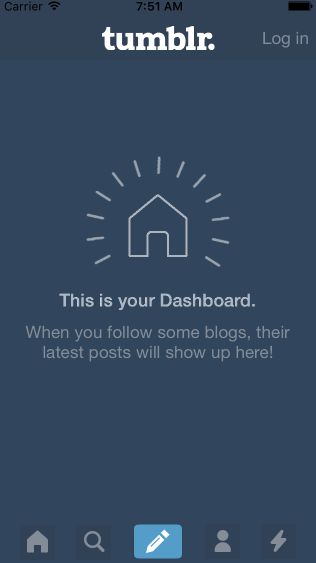 Carrier 7:51 AM
tumblr.
Log in
This is your Dashboard.
When you follow some blogs, their
latest posts will show up here!